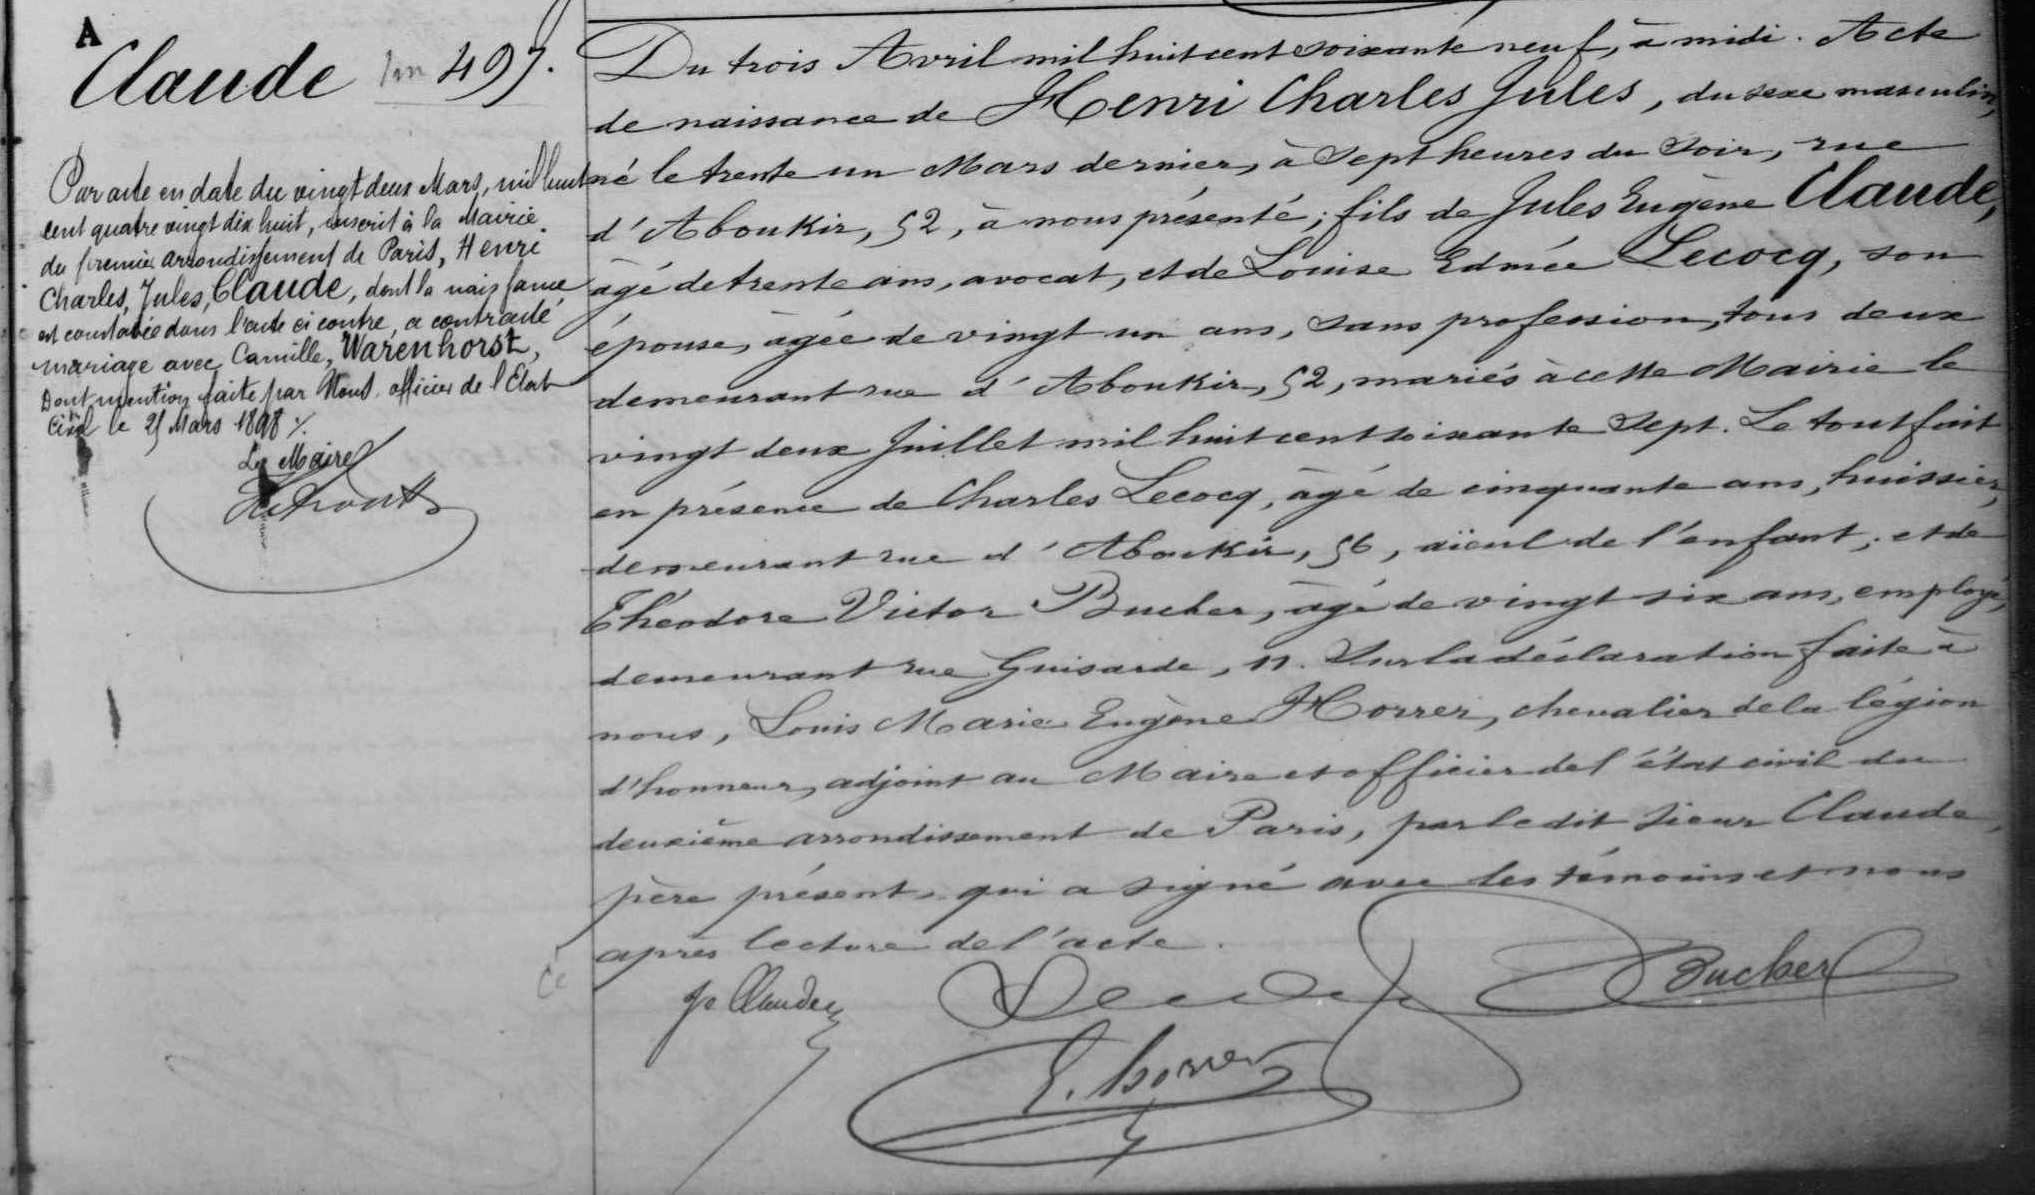 A
Claude 497.
Par acte en date du vingt deux Mars, mil huit
cent quatre vingt dix huit, inscrit à la Mairie
du premier arrondissement de Paris, Henri
Charles, Jules, Claude, dont la naissance
est constatée dans l'acte ci contre, a contracté
mariage avec Camille, Warenhorst,
Dont mention faite par Nous, officier de l'Etat
Civil le 25 Mars 1898 ./.
Le Maire
Du trois Avril mil huit cent soixante neuf, à midi. Acte
de naissance de Henri Charles Jules, du sexe masculin,
né le trente un Mars dernier, à sept heures du soir, rue
d'Aboukir, 52, à nous présenté; fils de Jules Eugène Claude,
âgé de trente ans, avocat, et de Louise Edmée Lecocq, son
épouse, âgée de vingt un ans, sans profession, tous deux
demeurant rue d'Aboukir, 52, mariés à cette Mairie le
vingt deux Juillet mil huit cent soixante sept. Le tout fait
en présence de Charles Lecocq, âgé de cinquante ans, huissier,
demeurant rue d'Aboukir, 56, aïeul de l'enfant; et de
Théodore Victor Bucher, âgé de vingt six ans, employé,
demeurant rue Guisarde, 11. Sur la déclaration faite à
nous, Louis Marie Eugène Horrer, chevalier de la légion
d'honneur, adjoint au Maire et officier de l'état civil du
deuxième arrondissement de Paris, par ledit sieur Claude,
père présent, qui a signé avec les témoins et nous
après lecture de l'acte.
J. Claude Bucher
E. horrer